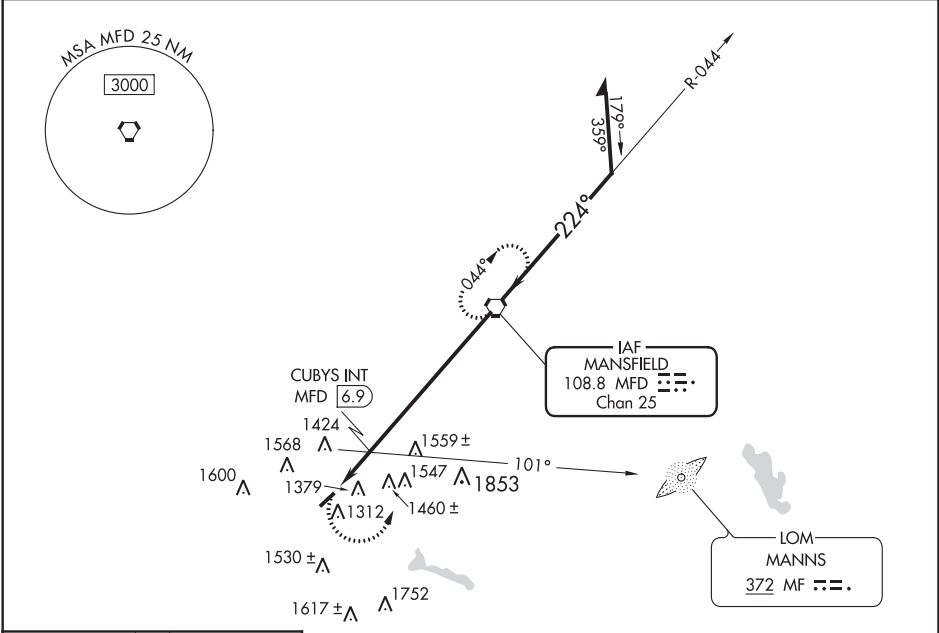 MSA MFD 25 NM
3000
R-044
179°
359°
224°
044°
IAF
MANSFIELD
108.8 MFD
Chan 25
CUBYS INT
MFD 6.9
1424
1568
1559 ±
101°
1600
1379
1547
1853
1312
1460 ±
LOM
MANNS
372 MF
1530 ±
1752
1617 ±